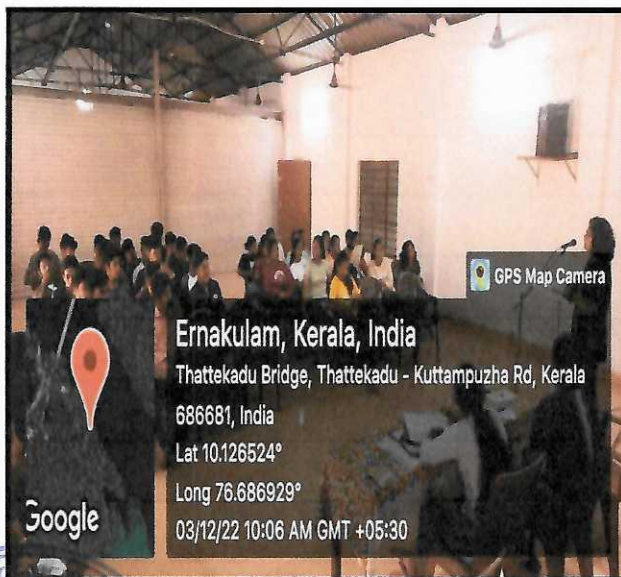 GPS Map Camera
Ernakulam, Kerala, India
Thattekadu Bridge, Thattekadu - Kuttampuzha Rd, Kerala
686681, India
Lat 10.126524°
Long 76.686929°
03/12/22 10:06 AM GMT +05:30
Google